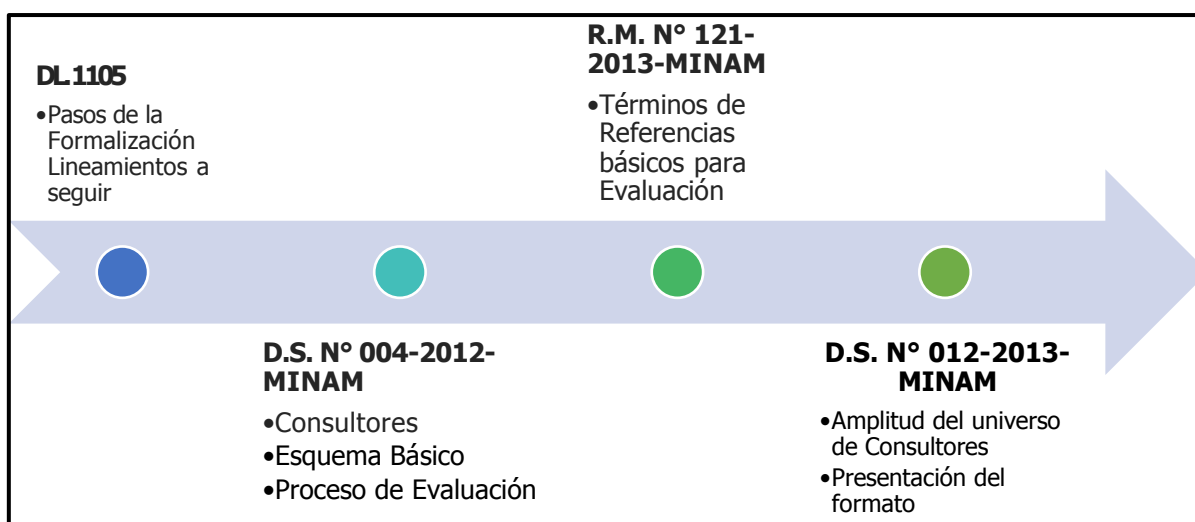 DL.1105
•Pasos de la
Formalización
Lineamientos a
seguir
D.S. N° 004-2012-
MINAM
•Consultores
•Esquema Básico
•Proceso de Evaluación
R.M. N° 121-
2013-MINAM
•Términos de
Referencias
básicos para
Evaluación
D.S. N° 012-2013-
MINAM
•Amplitud del universo
de Consultores
•Presentación del
formato